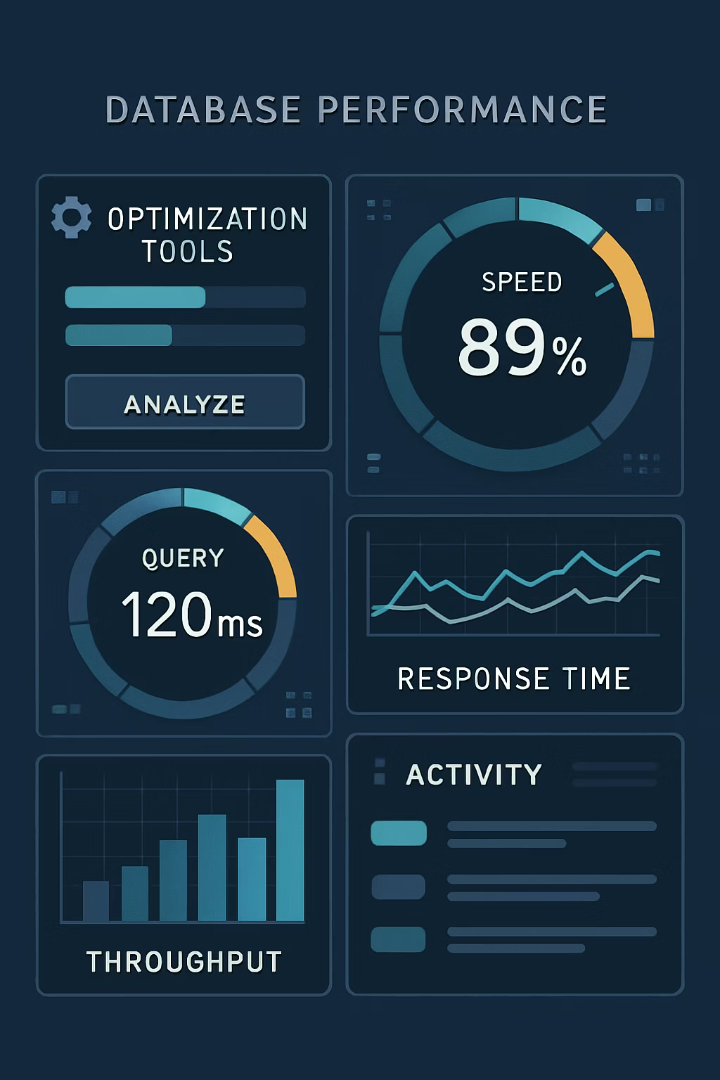 DATABASE PERFORMANCE
OPTIMIZATION
TOOLS
ANALYZE
SPEED
89%
QUERY
120ms
RESPONSE TIME
THROUGHPUT
ACTIVITY